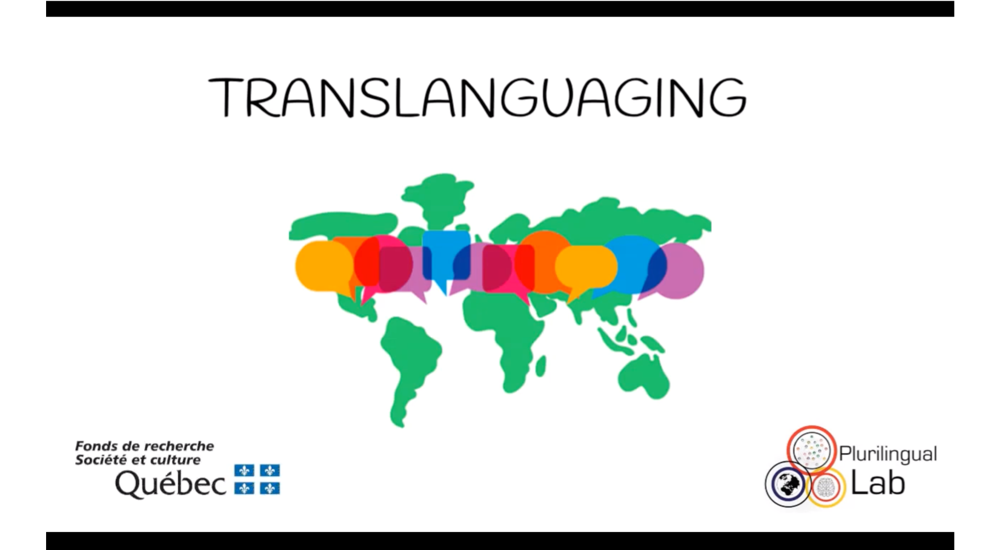 TRANSLANGUAGING
Fonds de recherche
Société et culture
Québec
Plurilingual
Lab